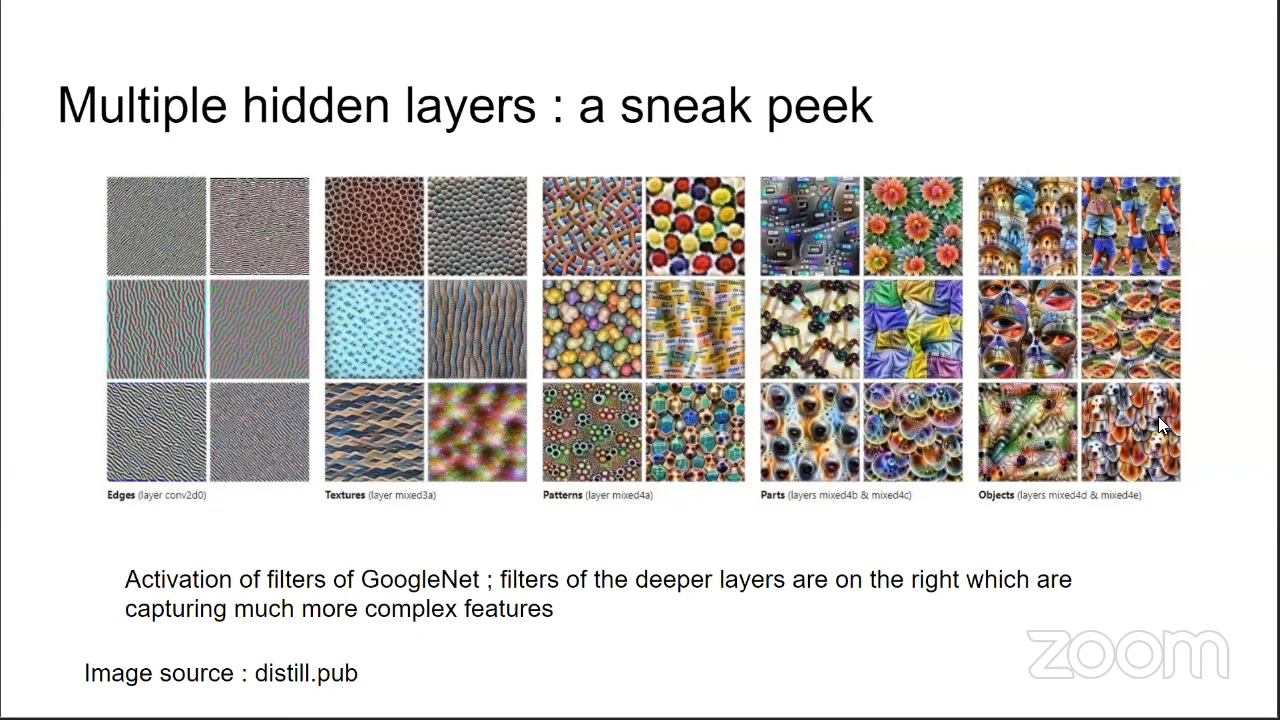 Multiple hidden layers : a sneak peek
Edges (layer conv2d0)
Textures (layer mixed3a)
Patterns (layer mixed4a)
Parts (layers mixed4b & mixed4c)
Objects (layers mixed4d & mixed4e)
Activation of filters of GoogleNet ; filters of the deeper layers are on the right which are
capturing much more complex features
Image source : distill.pub
zoom